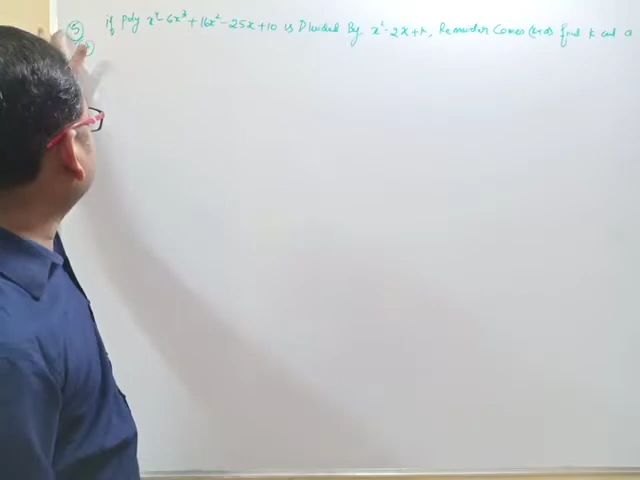 5 if poly x⁴-6x³+16x²-25x+10 is Divided By x²-2x+k, Remainder Comes (x+a) find k and a